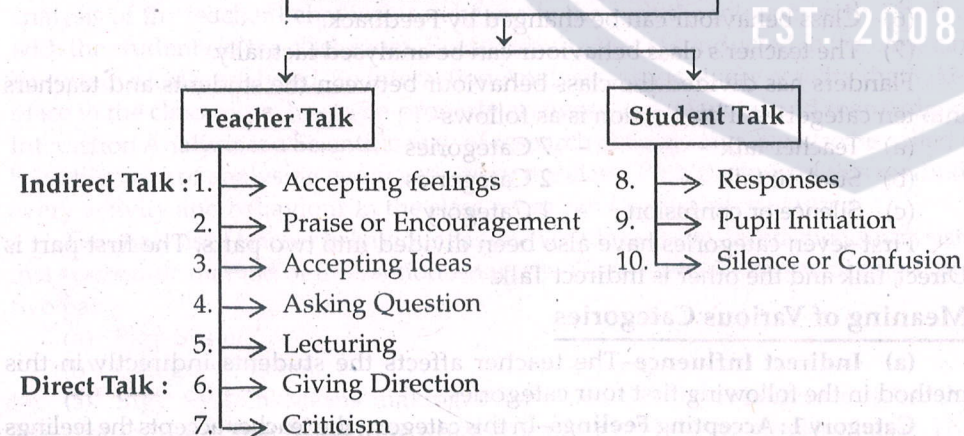 EST. 2008
Teacher Talk
Student Talk
Indirect Talk : 1. Accepting feelings
2. Praise of Encouragement
3. Accepting Ideas
4. Asking Question
5. Lecturing
Direct Talk : 6. Giving Direction
7. Criticism
8. Responses
9. Pupil Initiation
10. Silence or Confusion